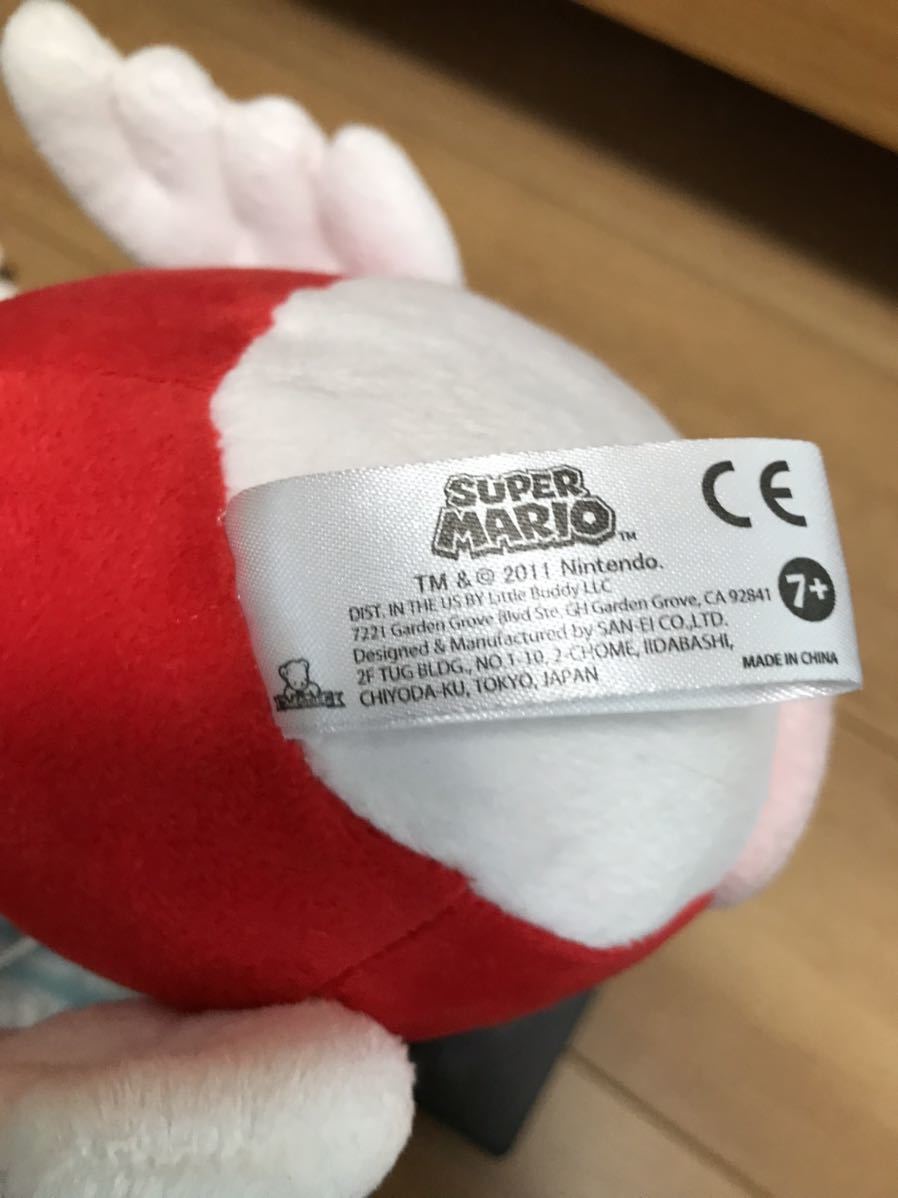 SUPER
MARIO™
CE
TM & © 2011 Nintendo.
DIST. IN THE US BY Little Buddy LLC
7221 Garden Grove Blvd Ste. GH Garden Grove, CA 92841
7+
Designed & Manufactured by SAN-EI CO.,LTD.
2F TUG BLDG., NO 1-10, 2-CHOME, IIDABASHI,
CHIYODA-KU, TOKYO, JAPAN
MADE IN CHINA